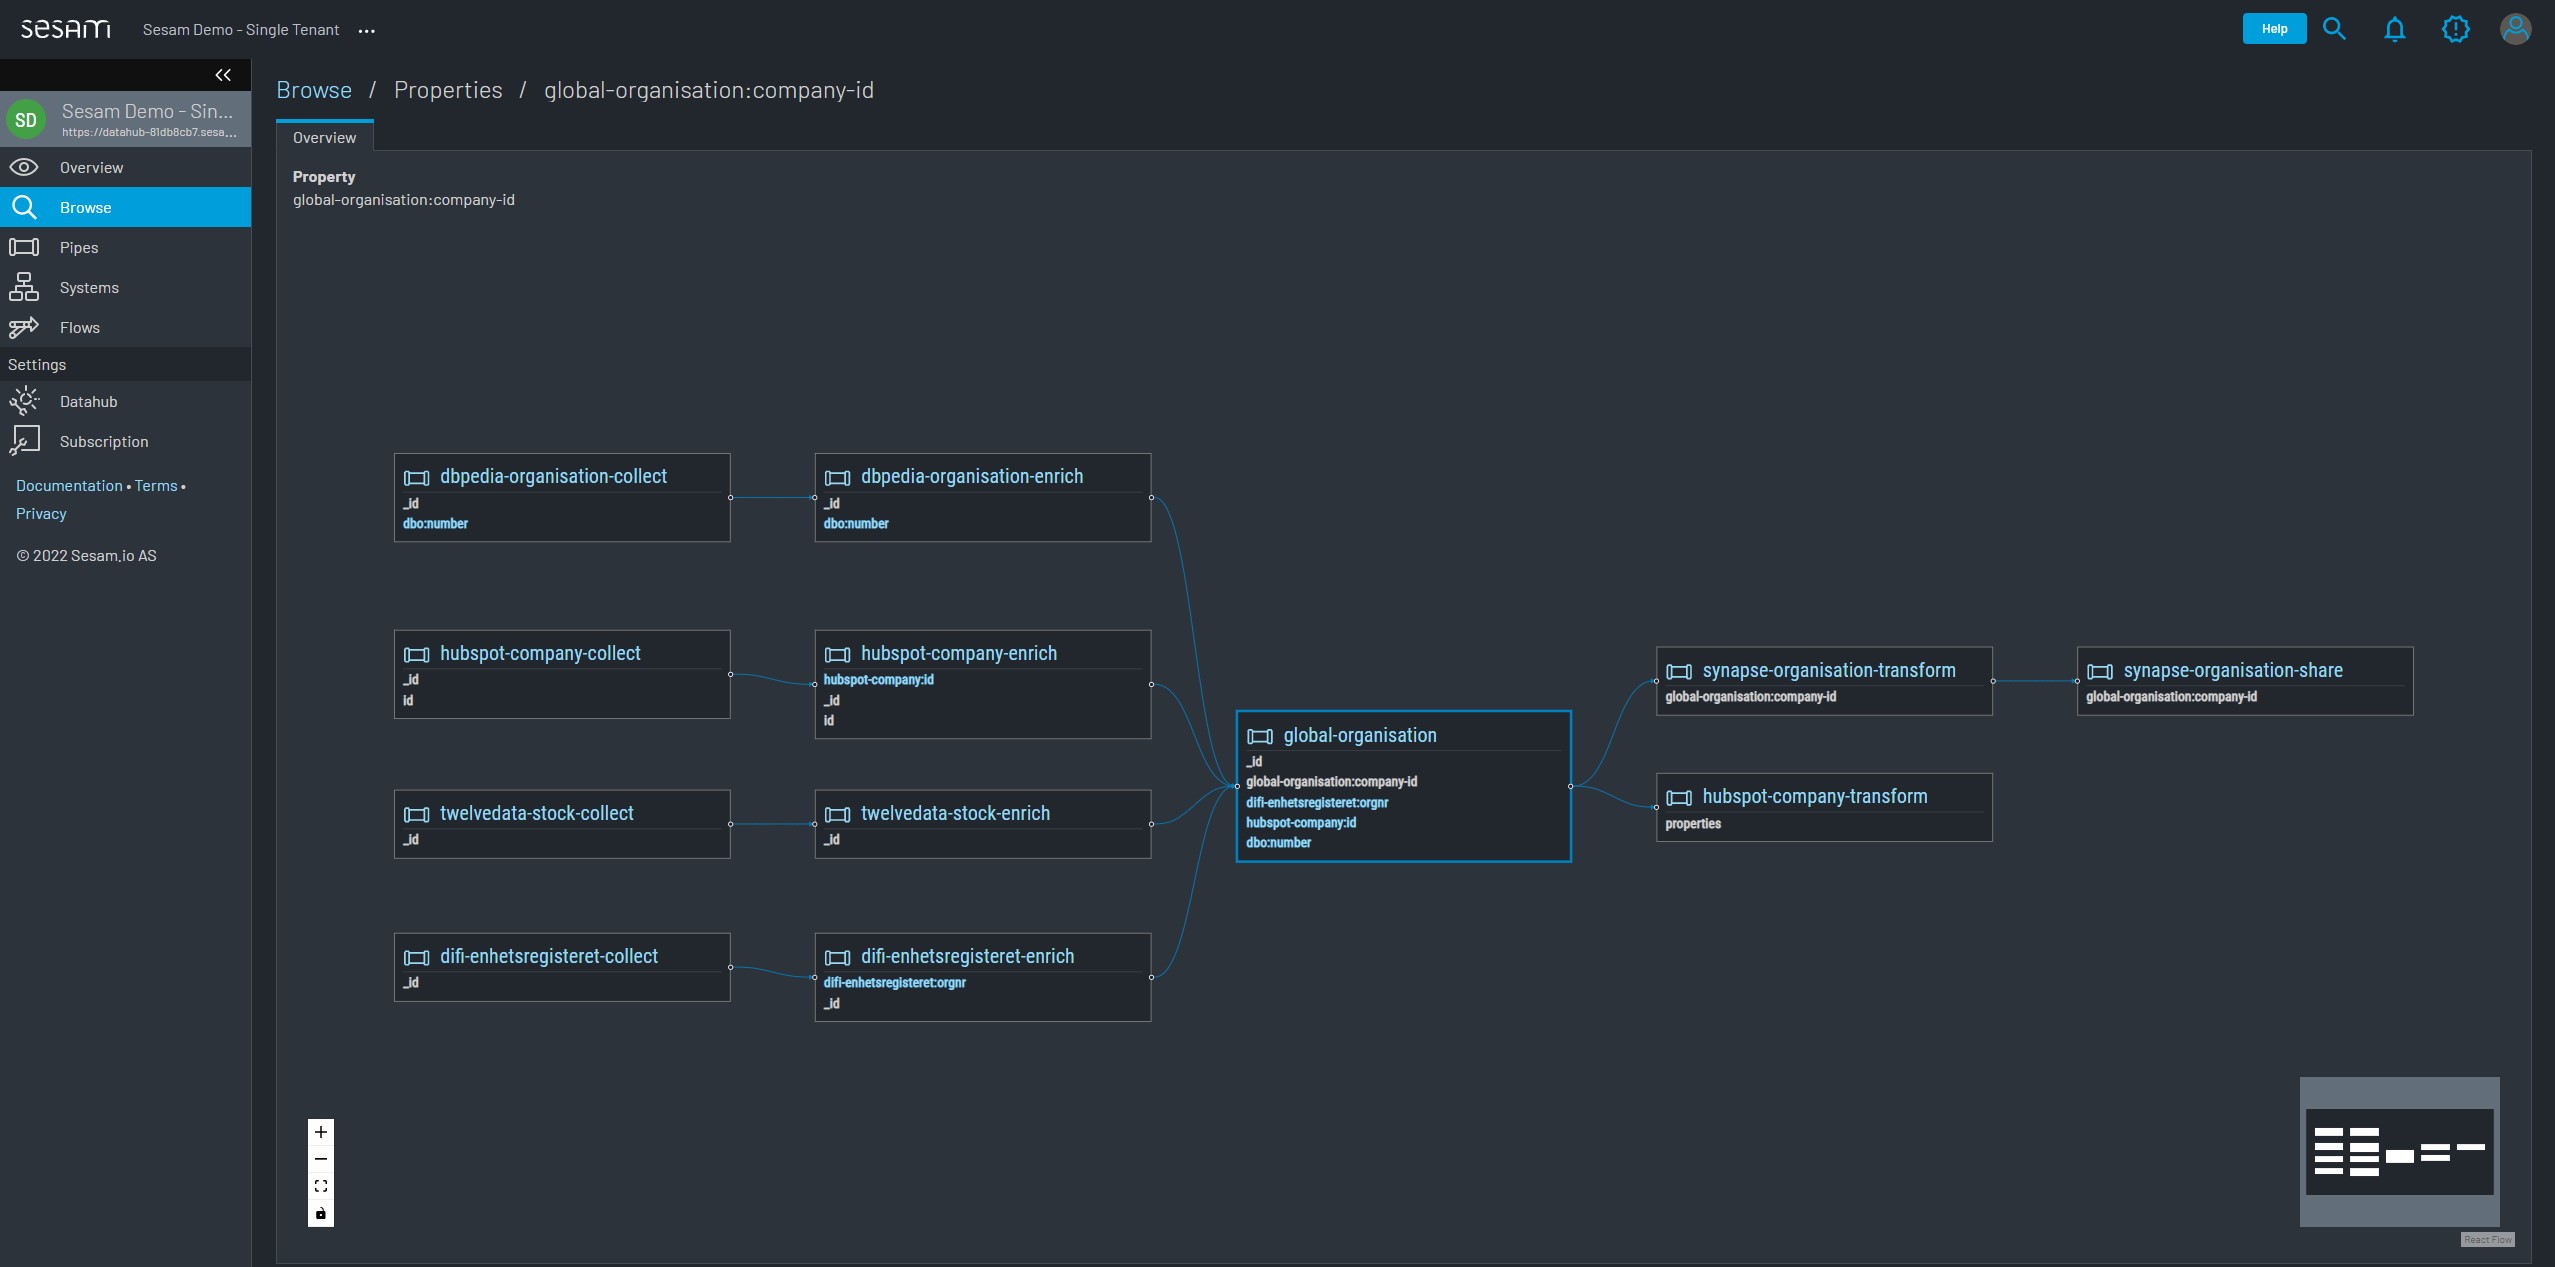 sesam
Sesam Demo - Single Tenant ...
Help
SD
Sesam Demo - Sin...
https://datahub-81db8cb7.sesa...
Overview
Browse
Pipes
Systems
Flows
Settings
Datahub
Subscription
Documentation • Terms •
Privacy
© 2022 Sesam.io AS
Browse / Properties / global-organisation:company-id
Overview
Property
global-organisation:company-id
dbpedia-organisation-collect
_id
dbo:number
dbpedia-organisation-enrich
_id
dbo:number
hubspot-company-collect
_id
id
hubspot-company-enrich
hubspot-company:id
_id
id
twelvedata-stock-collect
_id
twelvedata-stock-enrich
_id
difi-enhetsregisteret-collect
_id
difi-enhetsregisteret-enrich
difi-enhetsregisteret:orgnr
_id
global-organisation
_id
global-organisation:company-id
difi-enhetsregisteret:orgnr
hubspot-company:id
dbo:number
synapse-organisation-transform
global-organisation:company-id
hubspot-company-transform
properties
synapse-organisation-share
global-organisation:company-id
React Flow